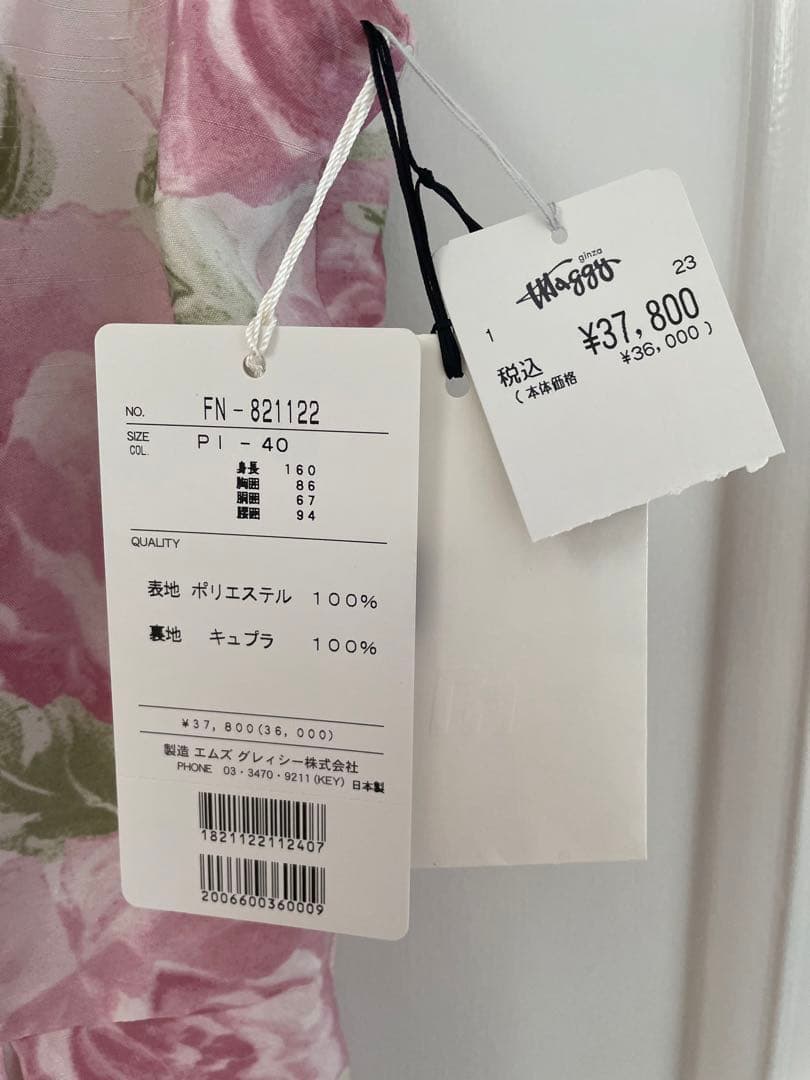 NO. FN-821122
SIZE
COL. PI - 40
身長 160
胸囲 86
胴囲 67
腰囲 94
QUALITY
表地 ポリエステル 100%
裏地 キュプラ 100%
¥37,800(36,000)
製造 エムズ グレィシー株式会社
PHONE 03・3470・9211(KEY) 日本製
1821122112407
2006600360009
ginza
Maggy
1 23
税込 ¥37,800
(本体価格 ¥36,000)